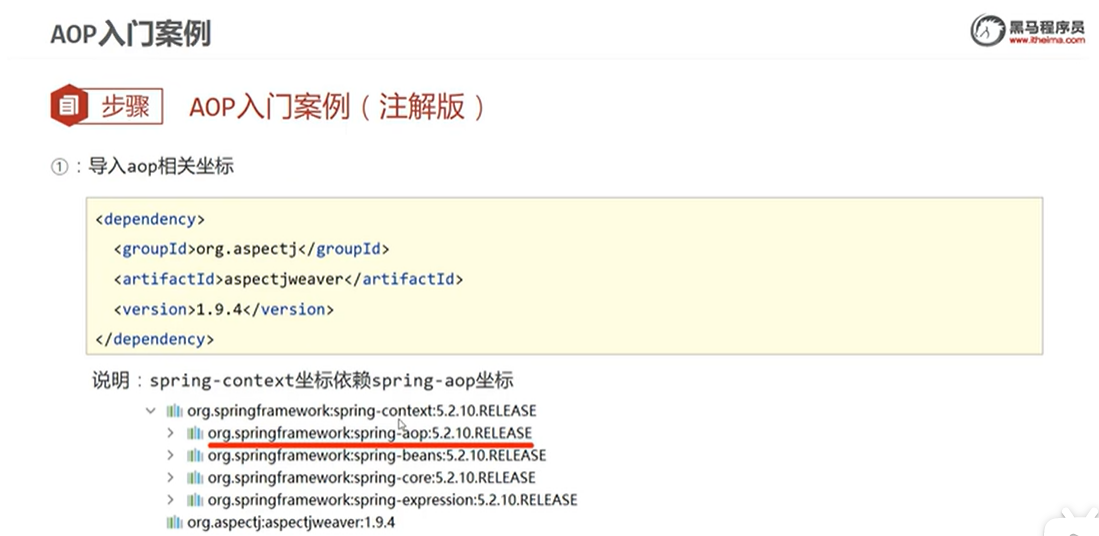 AOP入门案例
黑马程序员
www.itheima.com
步骤
AOP入门案例（注解版）
①：导入aop相关坐标
<dependency>
<groupId>org.aspectj</groupId>
<artifactId>aspectjweaver</artifactId>
<version>1.9.4</version>
</dependency>
说明：spring-context坐标依赖spring-aop坐标
org.springframework:spring-context:5.2.10.RELEASE
org.springframework:spring-aop:5.2.10.RELEASE
org.springframework:spring-beans:5.2.10.RELEASE
org.springframework:spring-core:5.2.10.RELEASE
org.springframework:spring-expression:5.2.10.RELEASE
org.aspectj:aspectjweaver:1.9.4